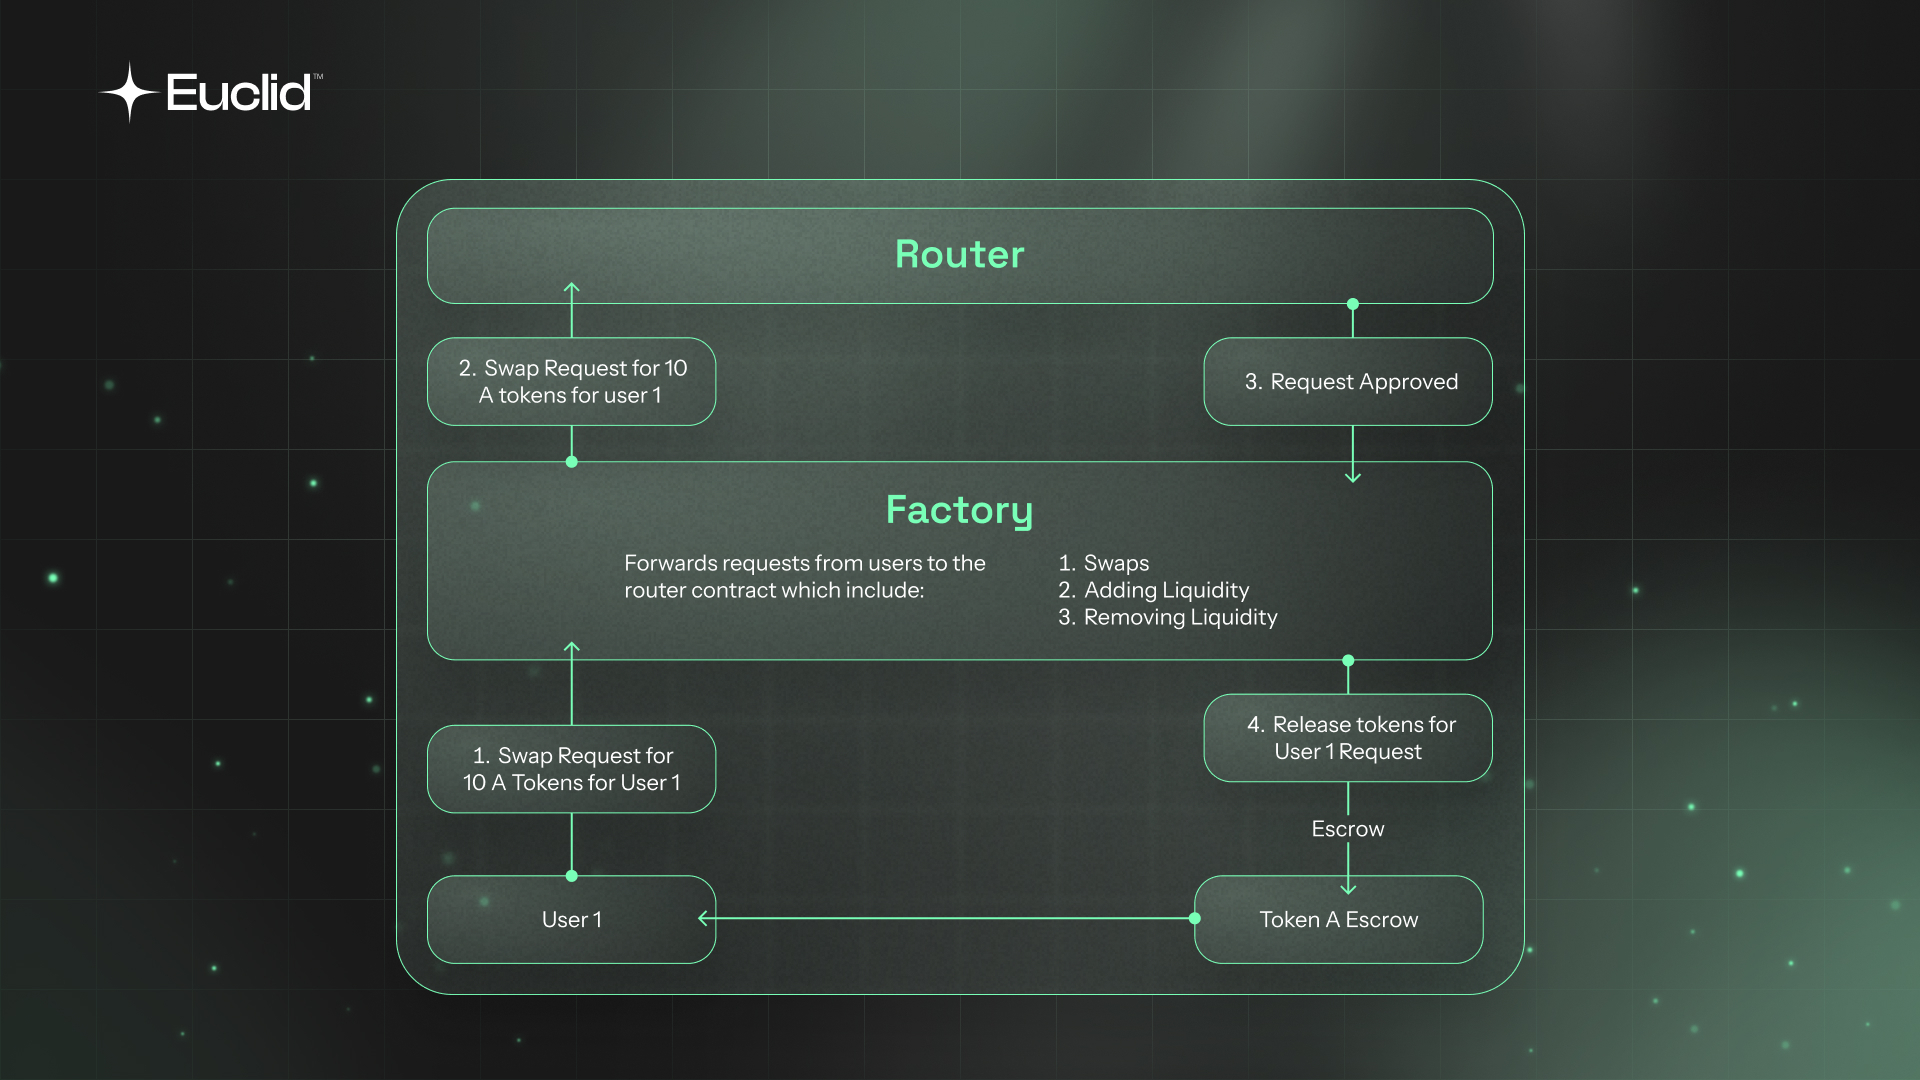 Euclid™
Router
2. Swap Request for 10
A tokens for user 1
3. Request Approved
Factory
Forwards requests from users to the
router contract which include:
1. Swaps
2. Adding Liquidity
3. Removing Liquidity
1. Swap Request for
10 A Tokens for User 1
4. Release tokens for
User 1 Request
Escrow
User 1
Token A Escrow